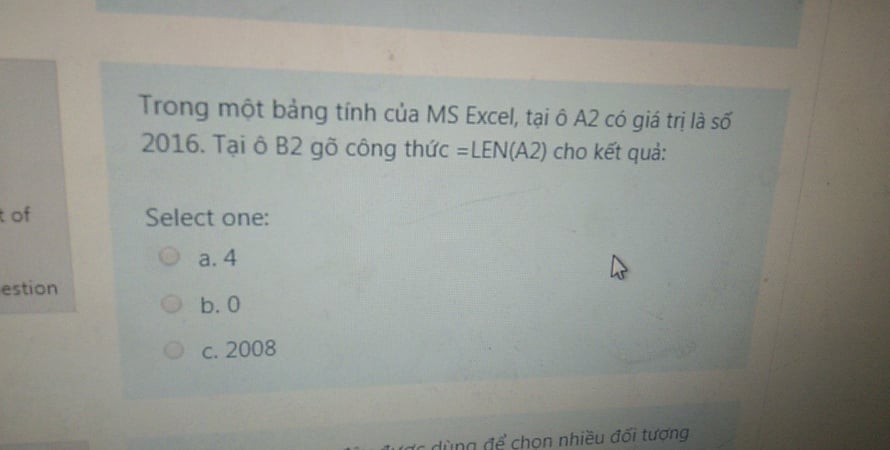 Trong một bảng tính của MS Excel, tại ô A2 có giá trị là số
2016. Tại ô B2 gõ công thức =LEN(A2) cho kết quả:
t of
Select one:
a. 4
estion
b. 0
c. 2008
được dùng để chọn nhiều đối tượng